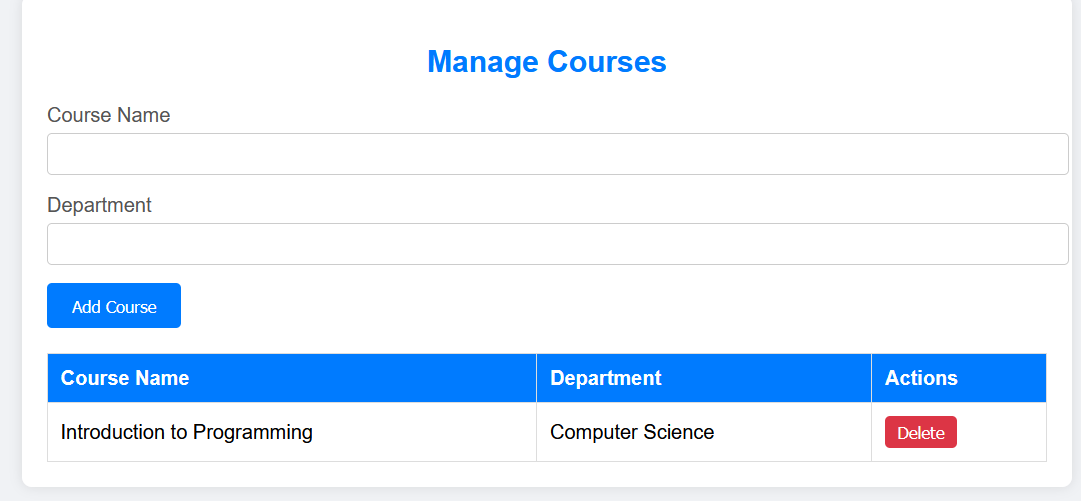 Manage Courses
Course Name
Department
Add Course
Course Name Department Actions
Introduction to Programming Computer Science Delete